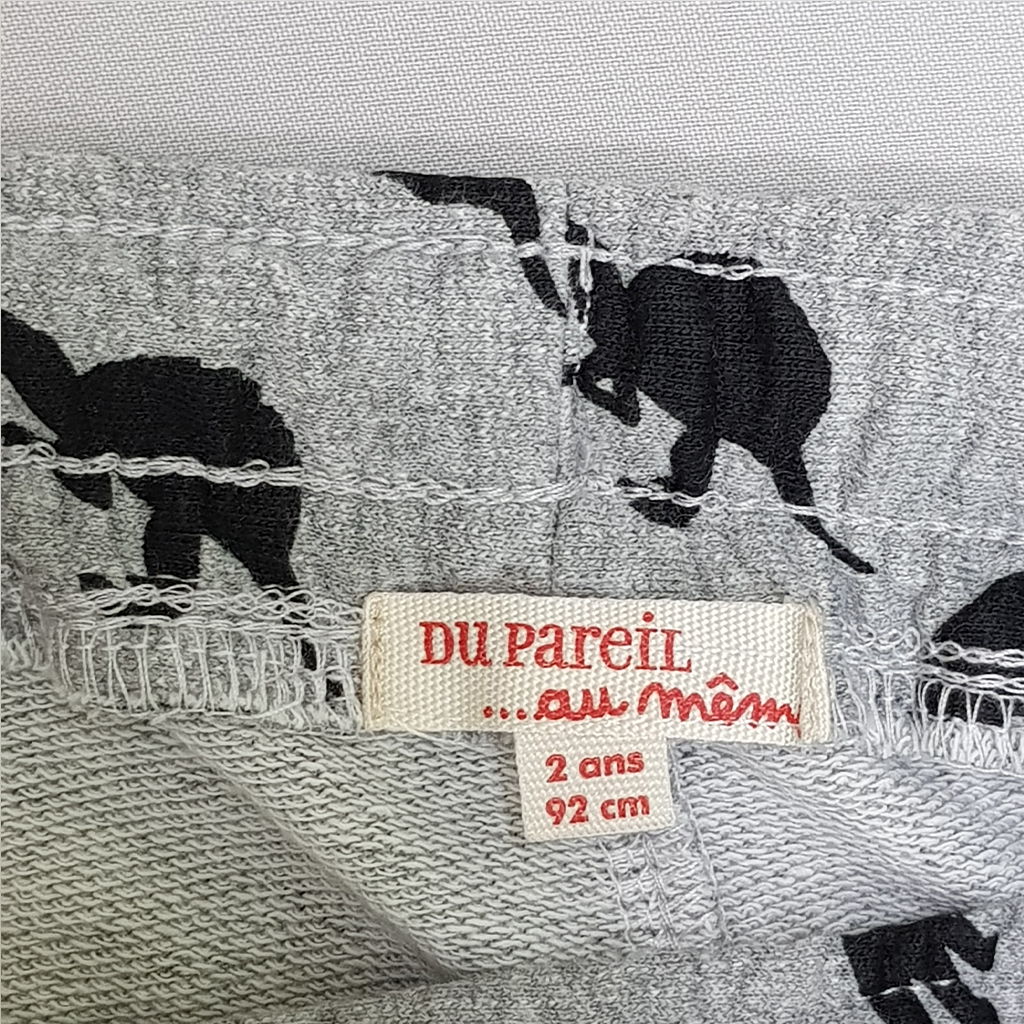 DU PareiL
...au mêm
2 ans
92 cm